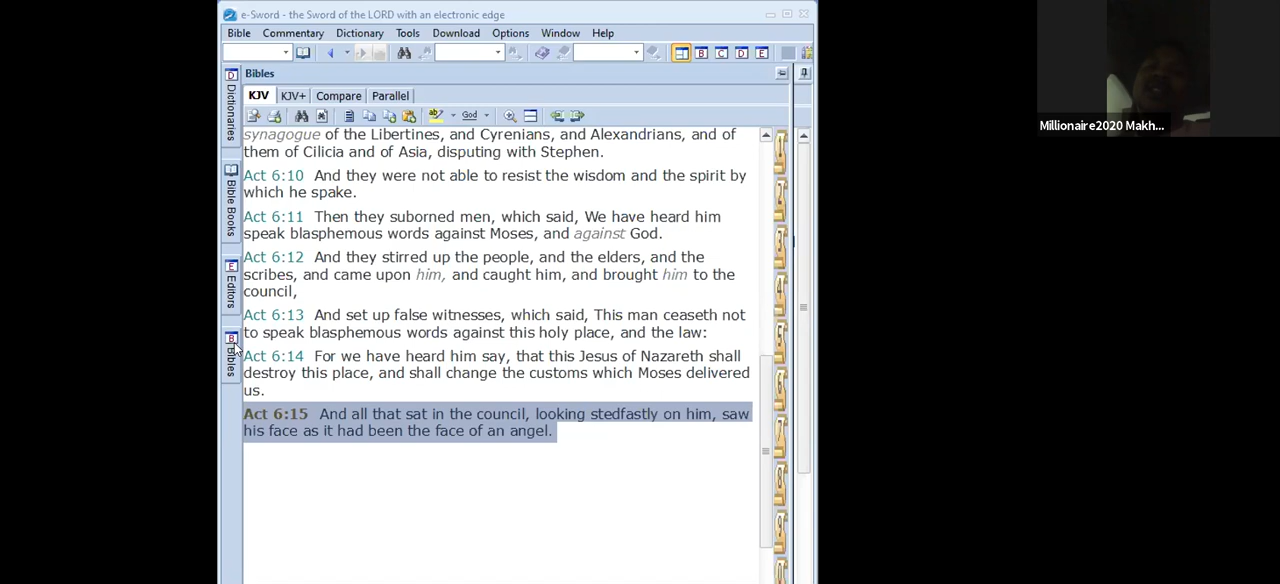 e-Sword - the Sword of the LORD with an electronic edge
Bible Commentary Dictionary Tools Download Options Window Help
B C D E
Bibles
KJV KJV+ Compare Parallel
God
D Dictionaries
Bible Books
E Editors
B Bibles
synagogue of the Libertines, and Cyrenians, and Alexandrians, and of
them of Cilicia and of Asia, disputing with Stephen.
Act 6:10 And they were not able to resist the wisdom and the spirit by
which he spake.
Act 6:11 Then they suborned men, which said, We have heard him
speak blasphemous words against Moses, and against God.
Act 6:12 And they stirred up the people, and the elders, and the
scribes, and came upon him, and caught him, and brought him to the
council,
Act 6:13 And set up false witnesses, which said, This man ceaseth not
to speak blasphemous words against this holy place, and the law:
Act 6:14 For we have heard him say, that this Jesus of Nazareth shall
destroy this place, and shall change the customs which Moses delivered
us.
Act 6:15 And all that sat in the council, looking stedfastly on him, saw
his face as it had been the face of an angel.
1
2
3
4
5
6
7
8
9
Millionaire2020 Makh...